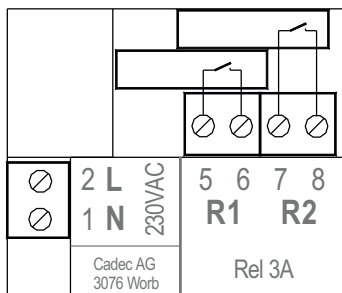 2 L
1 N
230VAC
5 6 7 8
R1 R2
Cadec AG
3076 Worb
Rel 3A